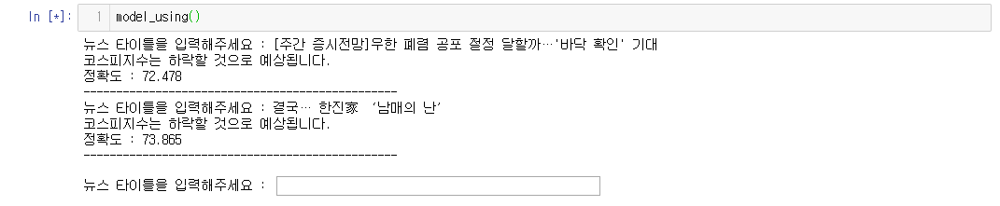 In [*]: 1 model_using()
뉴스 타이틀을 입력해주세요 : [주간 증시전망]우한 폐렴 공포 절정 달할까…'바닥 확인' 기대
코스피지수는 하락할 것으로 예상됩니다.
정확도 : 72.478
------------------------------------------------
뉴스 타이틀을 입력해주세요 : 결국… 한진家 ‘남매의 난’
코스피지수는 하락할 것으로 예상됩니다.
정확도 : 73.865
------------------------------------------------
뉴스 타이틀을 입력해주세요 :